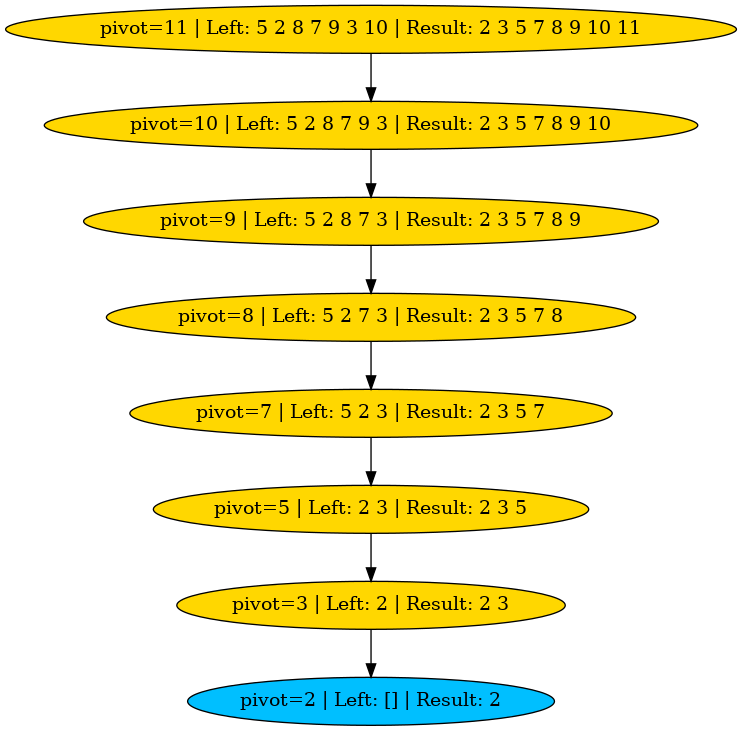 pivot=11 | Left: 5 2 8 7 9 3 10 | Result: 2 3 5 7 8 9 10 11
pivot=10 | Left: 5 2 8 7 9 3 | Result: 2 3 5 7 8 9 10
pivot=9 | Left: 5 2 8 7 3 | Result: 2 3 5 7 8 9
pivot=8 | Left: 5 2 7 3 | Result: 2 3 5 7 8
pivot=7 | Left: 5 2 3 | Result: 2 3 5 7
pivot=5 | Left: 2 3 | Result: 2 3 5
pivot=3 | Left: 2 | Result: 2 3
pivot=2 | Left: [] | Result: 2